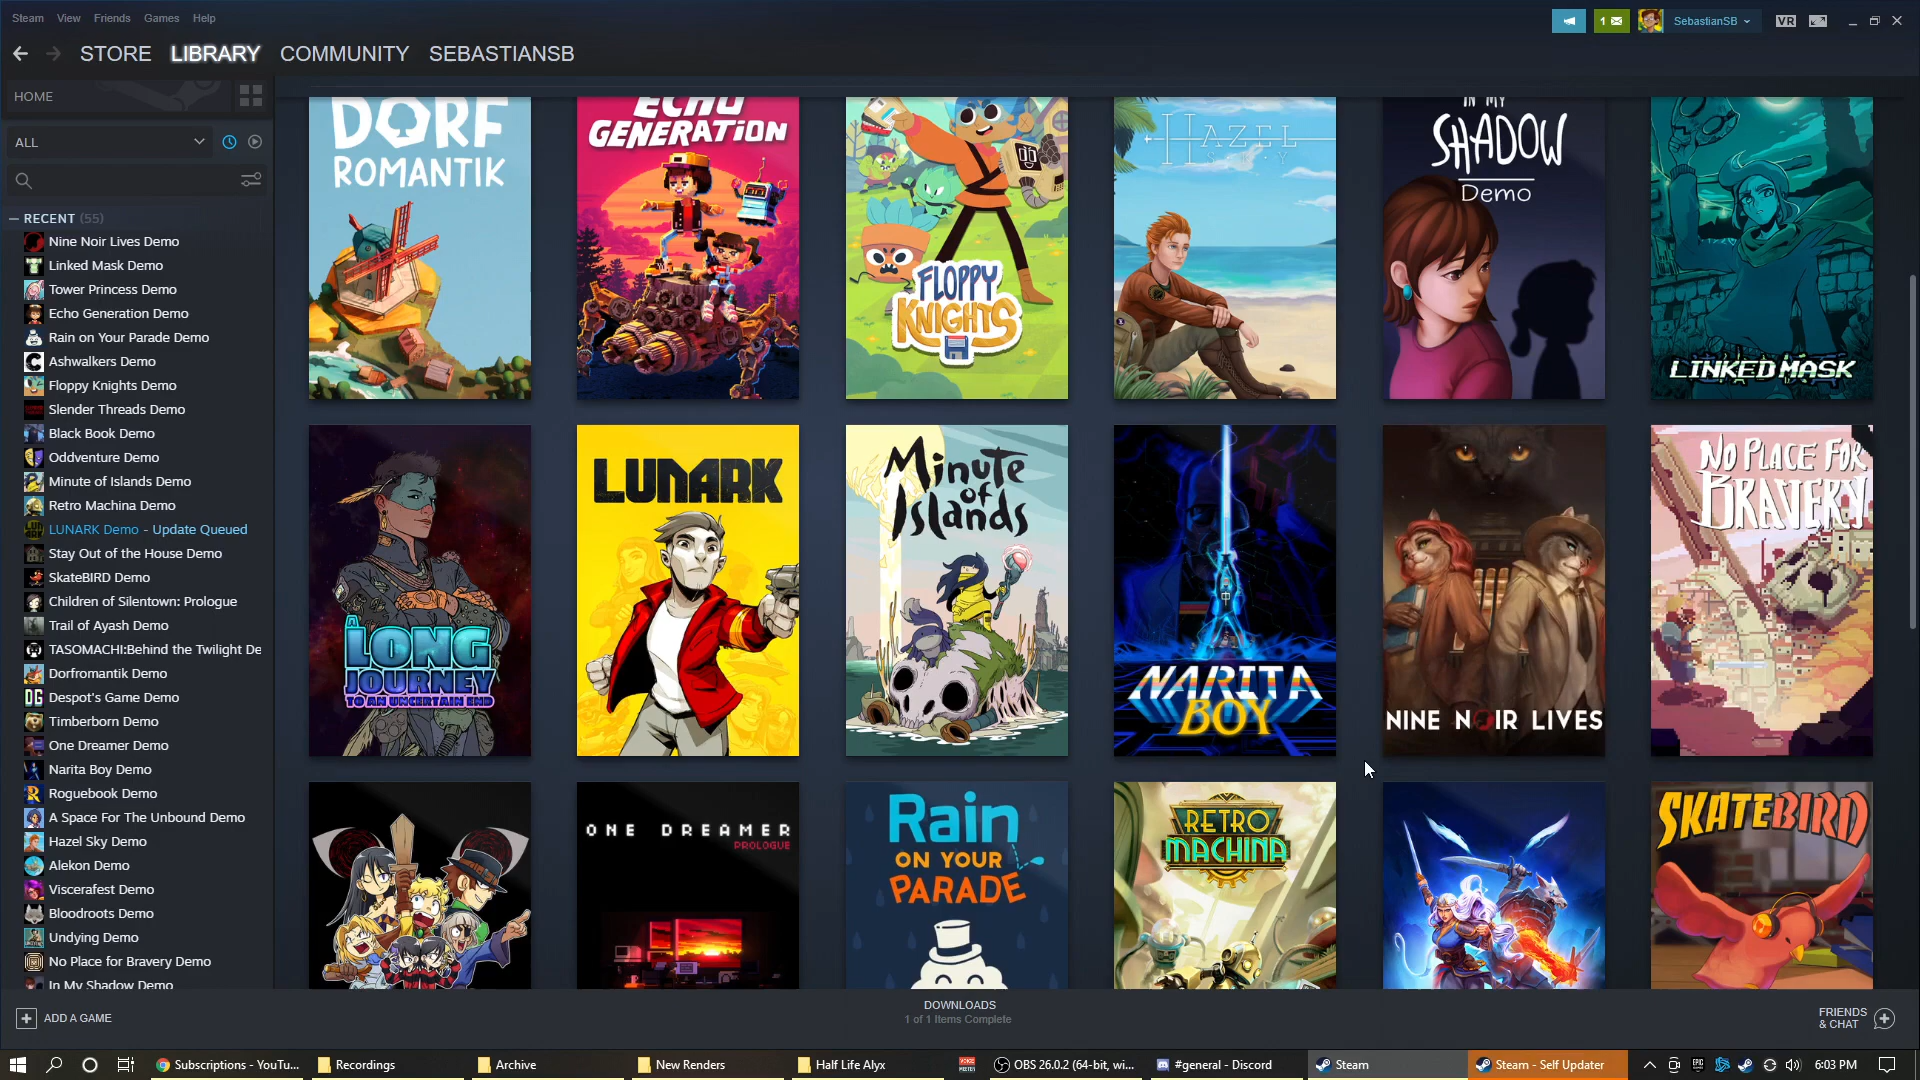 Steam View Friends Games Help
1
SebastianSB
VR
STORE LIBRARY COMMUNITY SEBASTIANSB
HOME
ALL
RECENT (55)
Nine Noir Lives Demo
Linked Mask Demo
Tower Princess Demo
Echo Generation Demo
Rain on Your Parade Demo
Ashwalkers Demo
Floppy Knights Demo
Slender Threads Demo
Black Book Demo
Oddventure Demo
Minute of Islands Demo
Retro Machina Demo
LUNARK Demo - Update Queued
Stay Out of the House Demo
SkateBIRD Demo
Children of Silentown: Prologue
Trail of Ayash Demo
TASOMACHI:Behind the Twilight De
Dorfromantik Demo
Despot's Game Demo
Timberborn Demo
One Dreamer Demo
Narita Boy Demo
Roguebook Demo
A Space For The Unbound Demo
Hazel Sky Demo
Alekon Demo
Viscerafest Demo
Bloodroots Demo
Undying Demo
No Place for Bravery Demo
In My Shadow Demo
DORF
ROMANTIK
ECHO
GENERATION
FLOPPY
KNIGHTS
HAZEL
SKY
IN MY
SHADOW
Demo
LINKED MASK
A
LONG
JOURNEY
TO AN UNCERTAIN END
LUNARK
Minute
of
Islands
NARITA
BOY
NINE NOIR LIVES
NO PLACE FOR
BRAVERY
ONE DREAMER
PROLOGUE
Rain
ON YOUR
PARADE
RETRO
MACHINA
SKATEBIRD
ADD A GAME
DOWNLOADS
1 of 1 Items Complete
FRIENDS
& CHAT
Subscriptions - YouTu...
Recordings
Archive
New Renders
Half Life Alyx
OBS 26.0.2 (64-bit, wi...
#general - Discord
Steam
Steam - Self Updater
6:03 PM